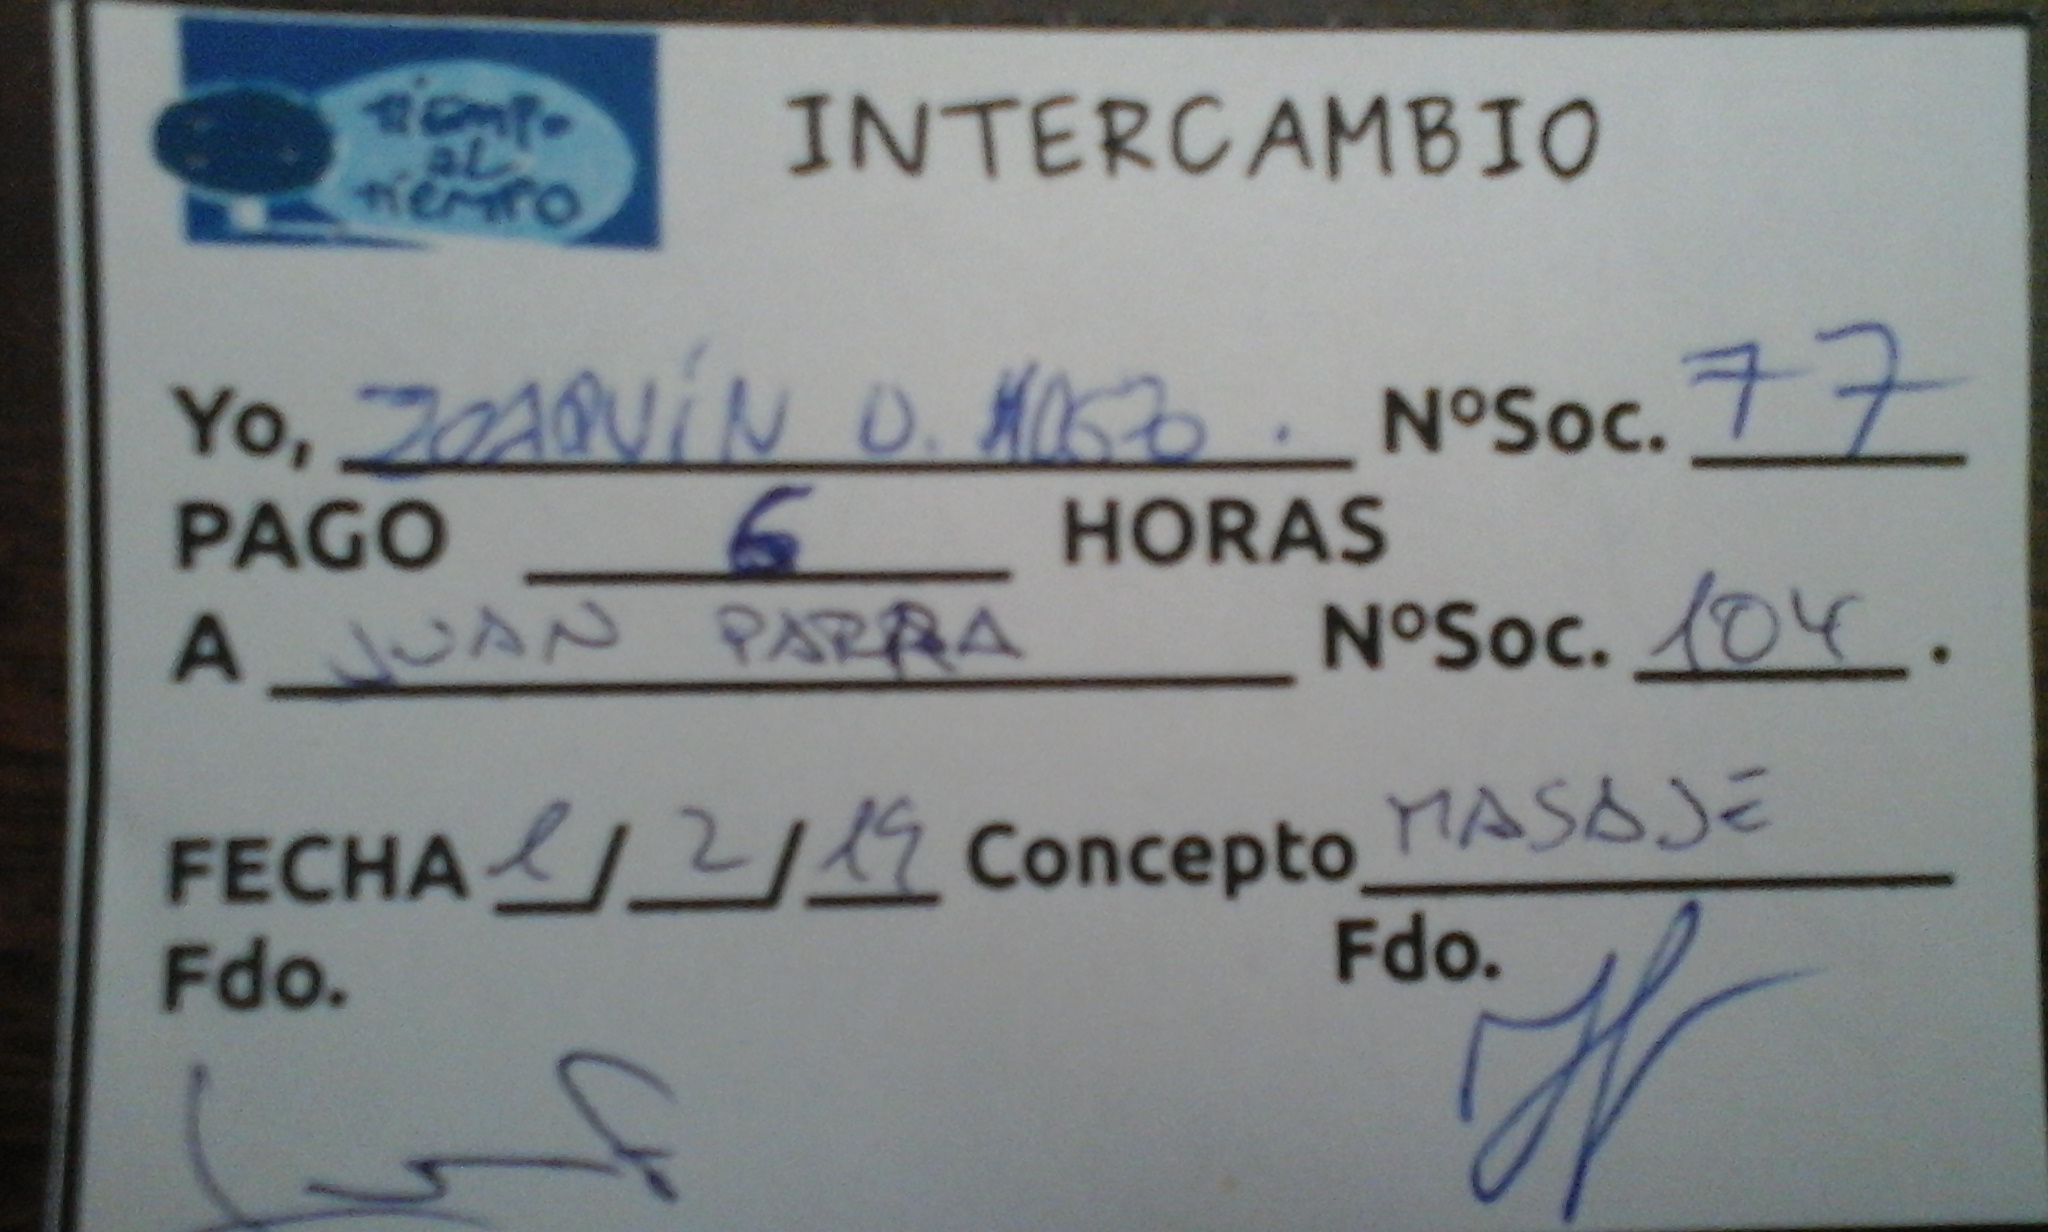 Tiempo
al
Tiempo
INTERCAMBIO
Yo, JOAQUÍN U. NºSoc. 77
PAGO 6 HORAS
A JUAN PARRA NºSoc. 104.
FECHA 1/2/19 Concepto MASAJE
Fdo. Fdo.